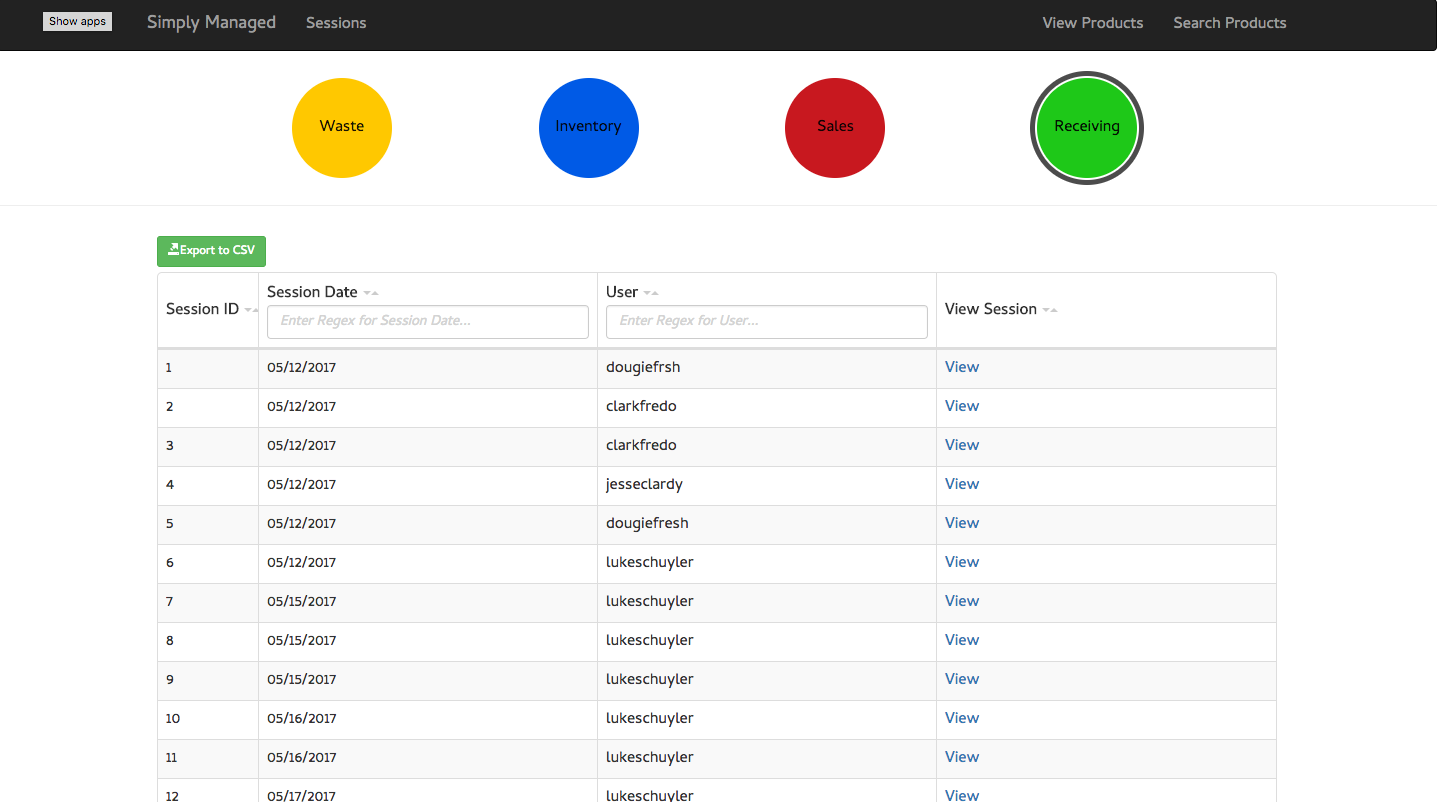 Show apps Simply Managed Sessions View Products Search Products
Waste Inventory Sales Receiving
Export to CSV
Session ID Session Date User View Session
Enter Regex for Session Date... Enter Regex for User...
1 05/12/2017 dougiefrsh View
2 05/12/2017 clarkfredo View
3 05/12/2017 clarkfredo View
4 05/12/2017 jesseclardy View
5 05/12/2017 dougiefresh View
6 05/12/2017 lukeschuyler View
7 05/15/2017 lukeschuyler View
8 05/15/2017 lukeschuyler View
9 05/15/2017 lukeschuyler View
10 05/16/2017 lukeschuyler View
11 05/16/2017 lukeschuyler View
12 05/17/2017 lukeschuyler View